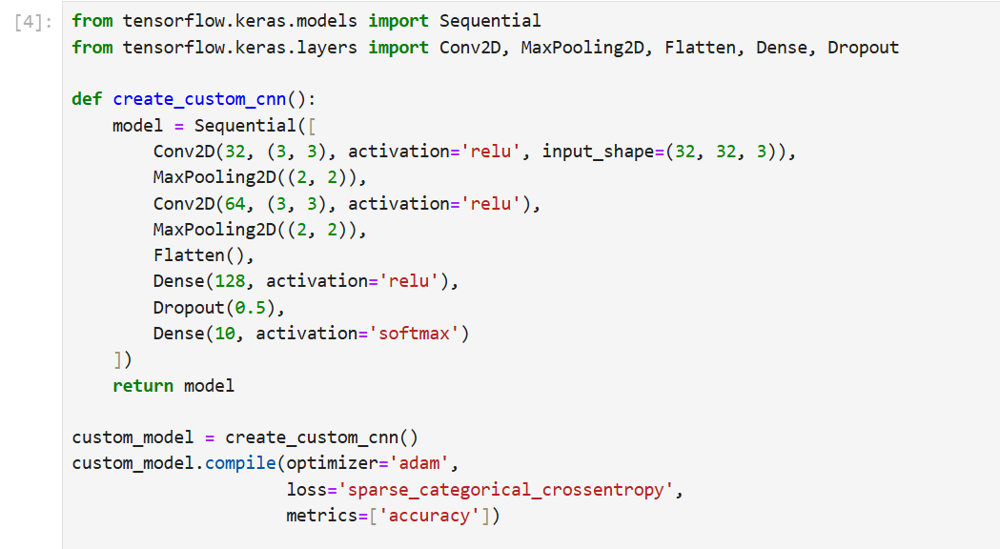 [4]: from tensorflow.keras.models import Sequential
from tensorflow.keras.layers import Conv2D, MaxPooling2D, Flatten, Dense, Dropout

def create_custom_cnn():
    model = Sequential([
        Conv2D(32, (3, 3), activation='relu', input_shape=(32, 32, 3)),
        MaxPooling2D((2, 2)),
        Conv2D(64, (3, 3), activation='relu'),
        MaxPooling2D((2, 2)),
        Flatten(),
        Dense(128, activation='relu'),
        Dropout(0.5),
        Dense(10, activation='softmax')
    ])
    return model

custom_model = create_custom_cnn()
custom_model.compile(optimizer='adam',
                     loss='sparse_categorical_crossentropy',
                     metrics=['accuracy'])